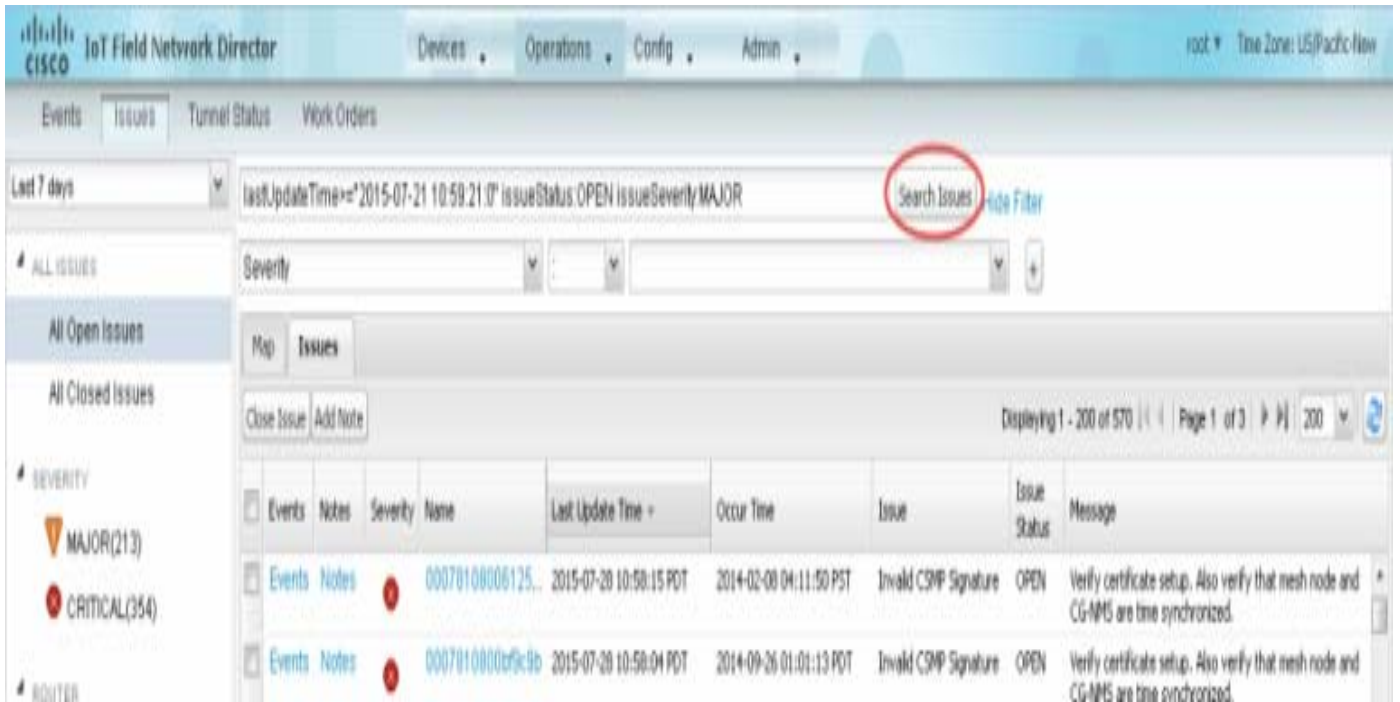 CISCO IoT Field Network Director Devices Operations Config Admin root Time Zone: US/Pacific-New
Events Issues Tunnel Status Work Orders
Last 7 days lastUpdateTime>="2015-07-21 10:59:21:0" issueStatus:OPEN issueSeverity:MAJOR Search Issues Hide Filter
ALL ISSUES Severity : +
All Open Issues Map Issues
All Closed Issues Close Issue Add Note Displaying 1 - 200 of 570 Page 1 of 3 200
SEVERITY
Events Notes Severity Name Last Update Time Occur Time Issue Issue Status Message
MAJOR(213)
Events Notes 00078108006125... 2015-07-28 10:58:15 PDT 2014-02-08 04:11:50 PST Invalid CSMP Signature OPEN Verify certificate setup. Also verify that mesh node and
CRITICAL(354) CG-NMS are time synchronized.
Events Notes 0007810800bf9c9b 2015-07-28 10:58:04 PDT 2014-09-26 01:01:13 PDT Invalid CSMP Signature OPEN Verify certificate setup. Also verify that mesh node and
ROUTER CG-NMS are time synchronized.